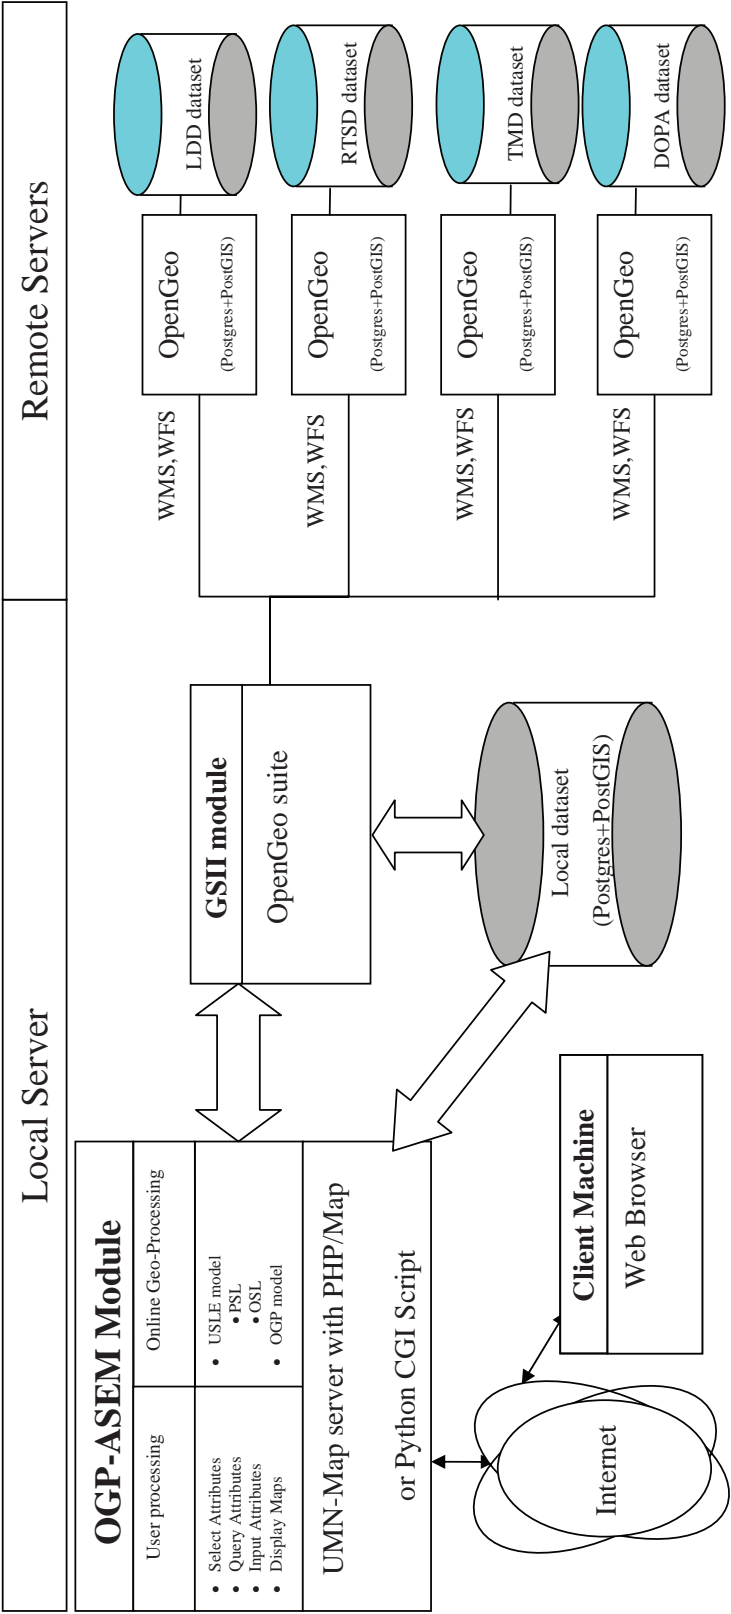 Local Server
Remote Servers
OGP-ASEM Module
User processing
Online Geo-Processing
• Select Attributes
• Query Attributes
• Input Attributes
• Display Maps
• USLE model
• PSL
• OSL
• OGP model
UMN-Map server with PHP/Map
or Python CGI Script
GSII module
OpenGeo suite
Local dataset
(Postgres+PostGIS)
Internet
Client Machine
Web Browser
WMS,WFS
OpenGeo
(Postgres+PostGIS)
LDD dataset
WMS,WFS
OpenGeo
(Postgres+PostGIS)
RTSD dataset
WMS,WFS
OpenGeo
(Postgres+PostGIS)
TMD dataset
WMS,WFS
OpenGeo
(Postgres+PostGIS)
DOPA dataset